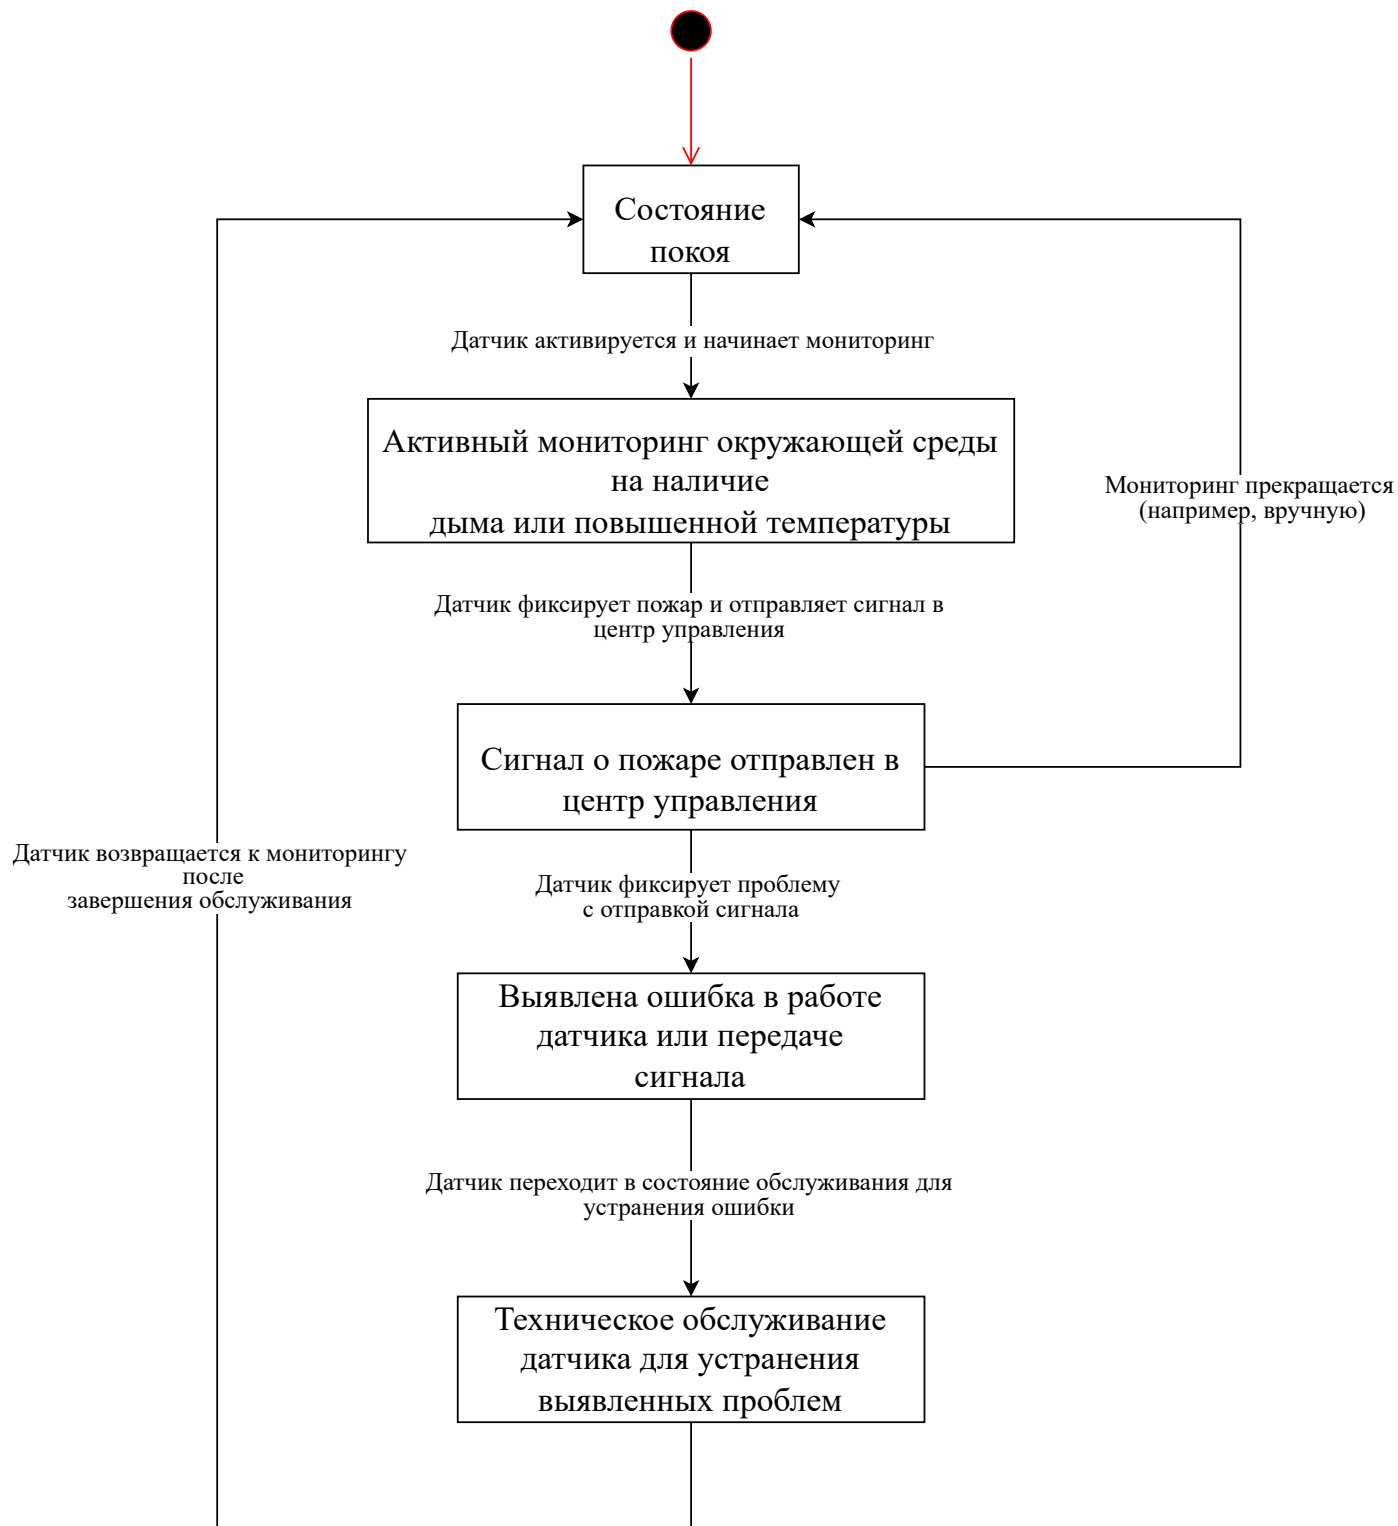 Состояние
покоя
Датчик активируется и начинает мониторинг
Активный мониторинг окружающей среды
на наличие
дыма или повышенной температуры
Мониторинг прекращается
(например, вручную)
Датчик фиксирует пожар и отправляет сигнал в
центр управления
Сигнал о пожаре отправлен в
центр управления
Датчик возвращается к мониторингу
после
завершения обслуживания
Датчик фиксирует проблему
с отправкой сигнала
Выявлена ошибка в работе
датчика или передаче
сигнала
Датчик переходит в состояние обслуживания для
устранения ошибки
Техническое обслуживание
датчика для устранения
выявленных проблем